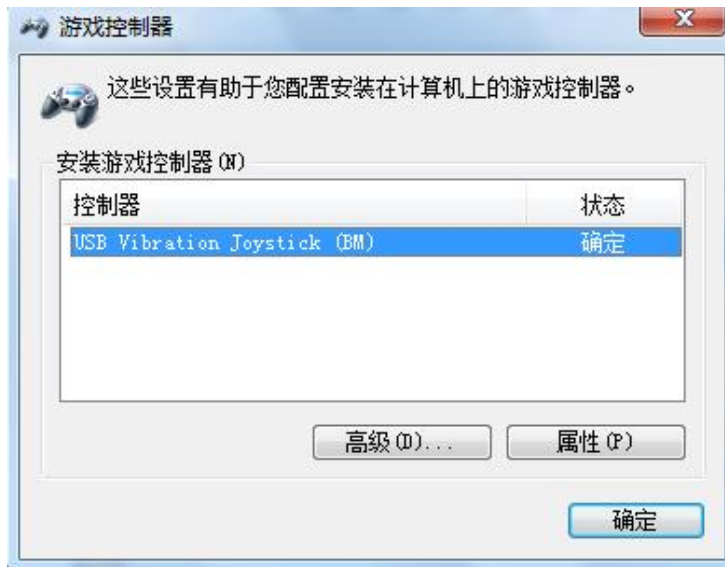 游戏控制器
这些设置有助于您配置安装在计算机上的游戏控制器。
安装游戏控制器(N)
控制器 状态
USB Vibration Joystick (BM) 确定
高级(D)... 属性(P)
确定